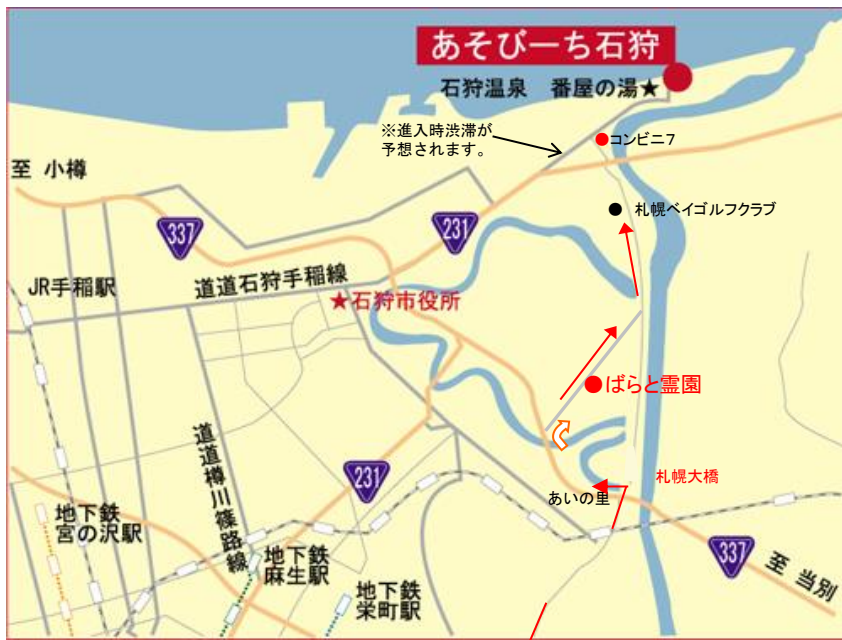 あそびーち石狩
石狩温泉　番屋の湯★
※進入時渋滞が
予想されます。
コンビニ7
至 小樽
札幌ベイゴルフクラブ
337
231
道道石狩手稲線
JR手稲駅
★石狩市役所
ばらと霊園
道道樽川篠路線
231
札幌大橋
あいの里
地下鉄
宮の沢駅
地下鉄
麻生駅
地下鉄
栄町駅
337
至 当別